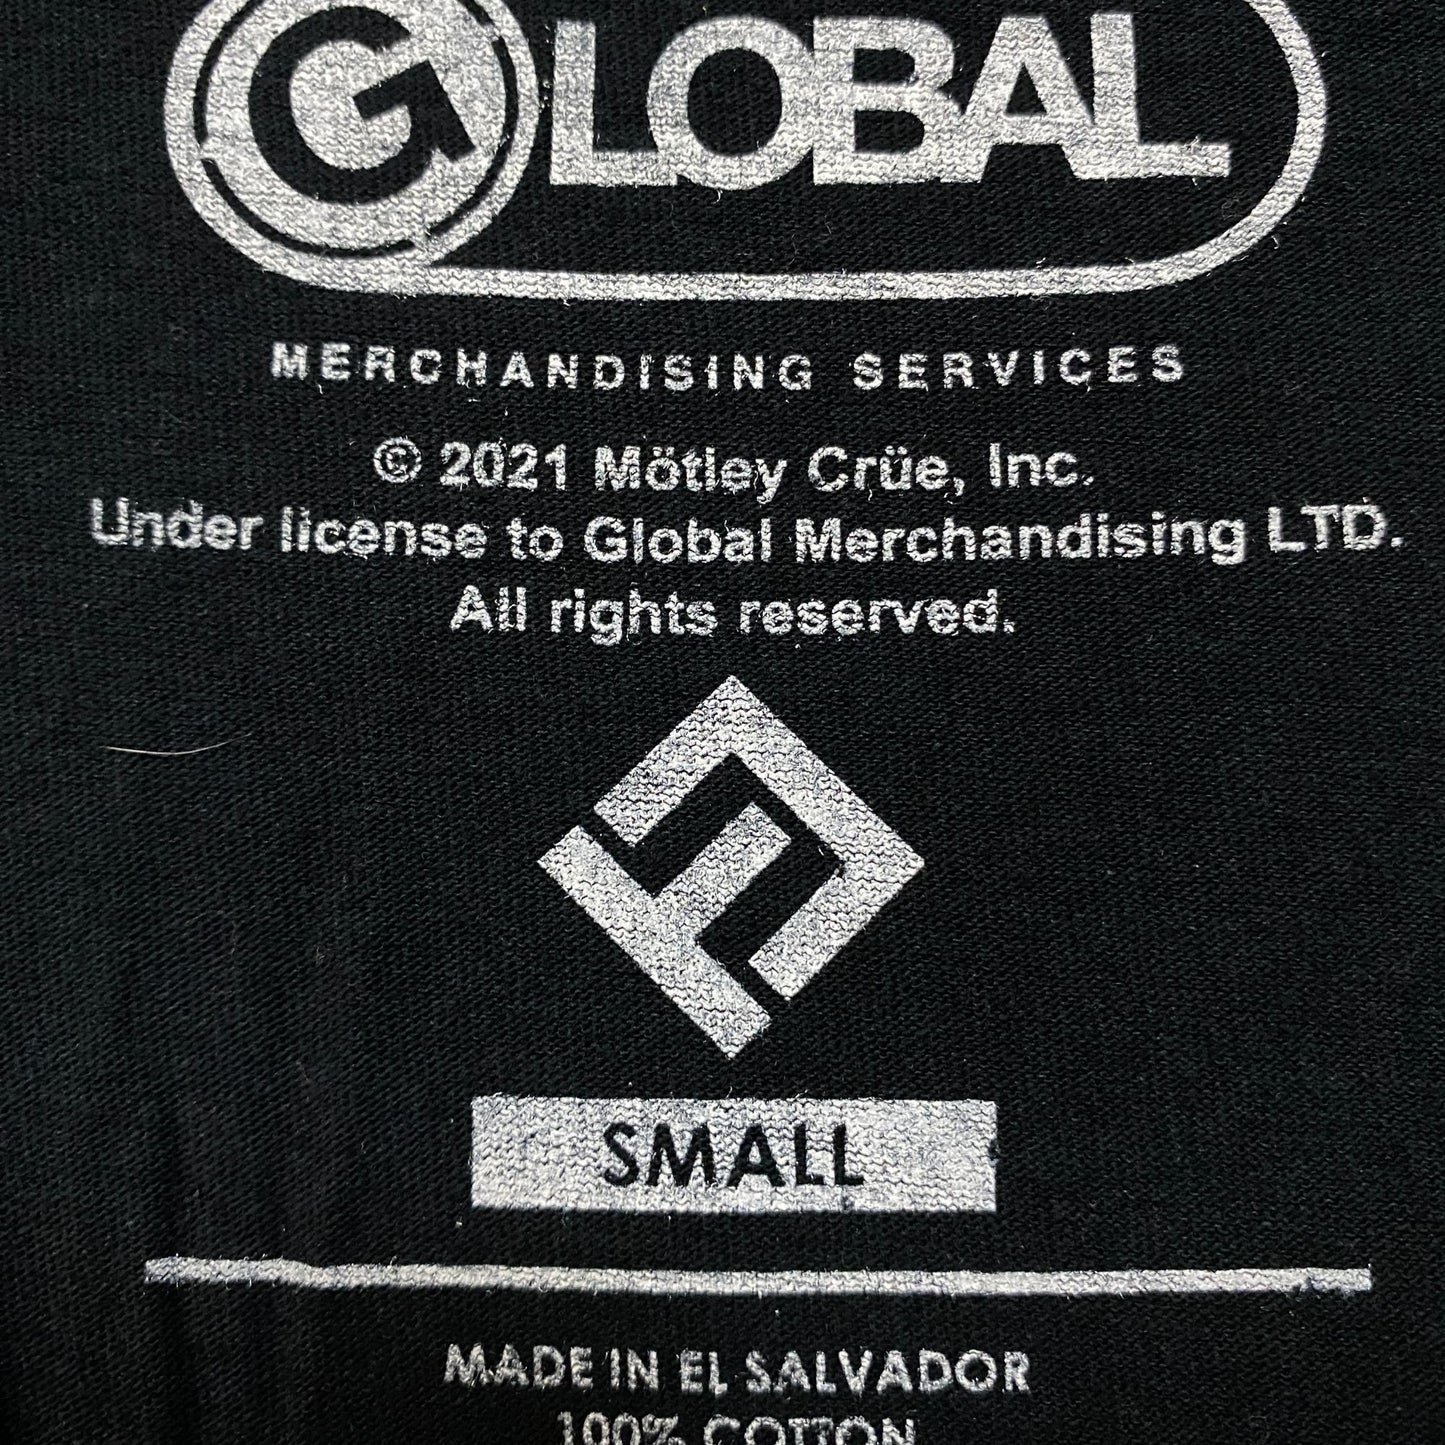 GLOBAL
MERCHANDISING SERVICES
© 2021 Mötley Crüe, Inc.
Under license to Global Merchandising LTD.
All rights reserved.
SMALL
MADE IN EL SALVADOR
100% COTTON